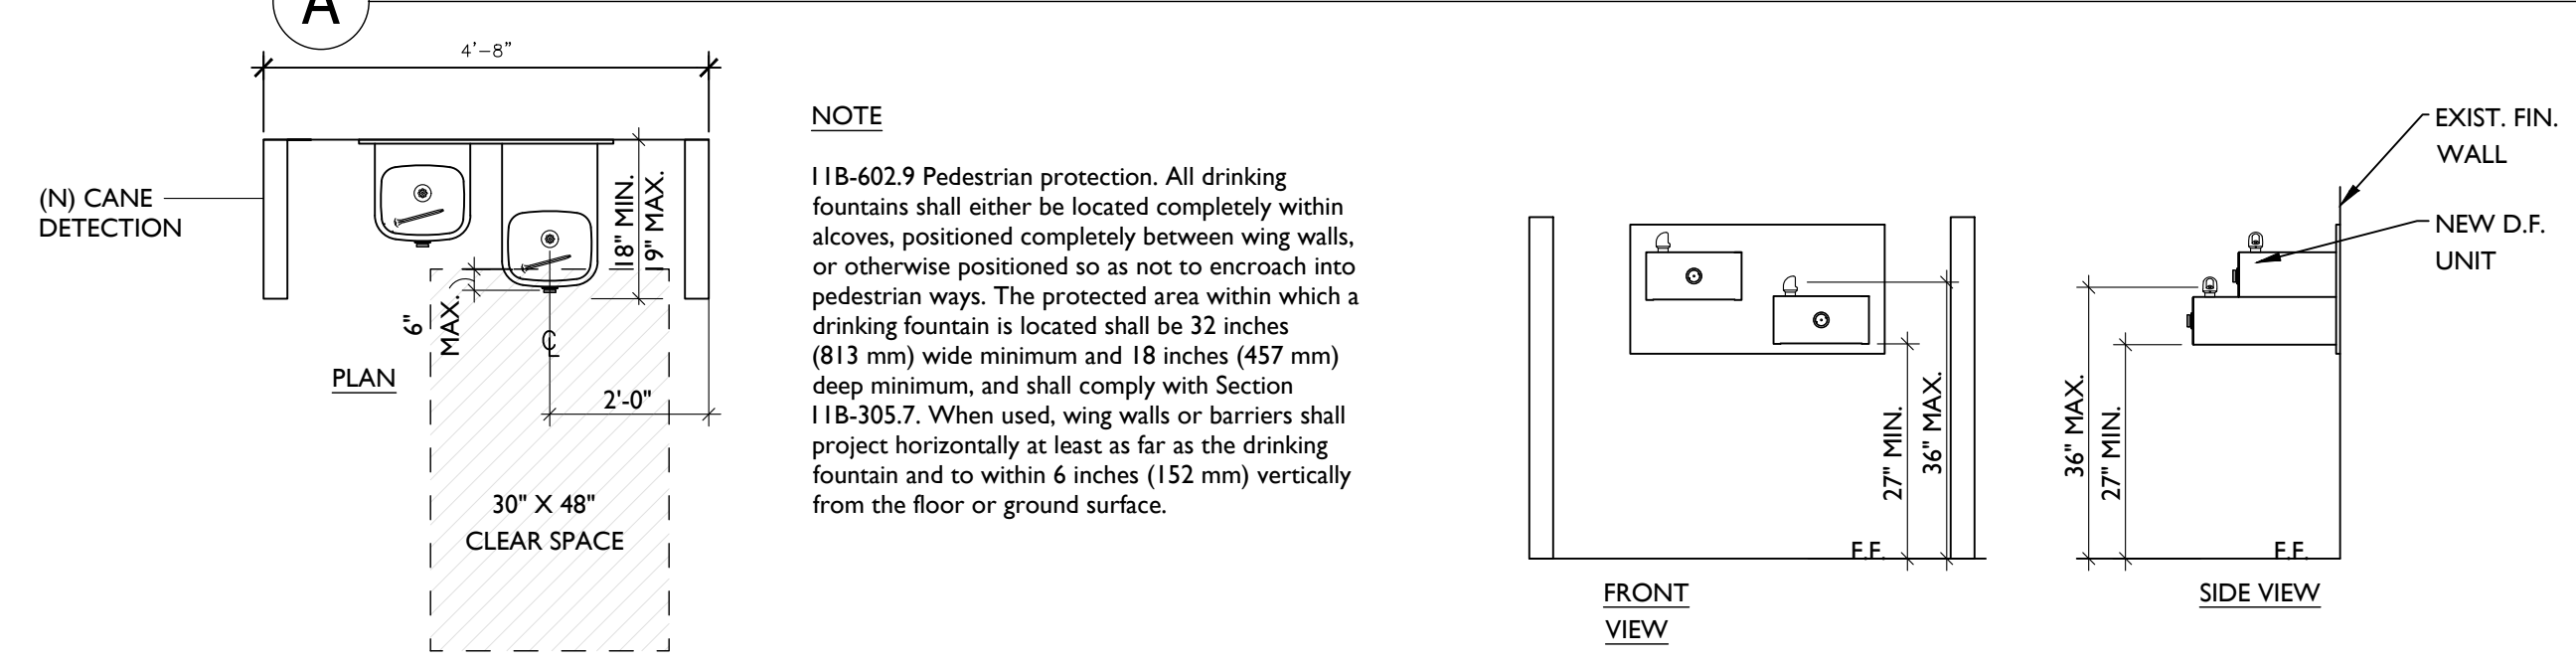 A
4'-8"
(N) CANE
DETECTION
18" MIN.
19" MAX.
6"
MAX.
℄
PLAN
2'-0"
30" X 48"
CLEAR SPACE
NOTE
11B-602.9 Pedestrian protection. All drinking
fountains shall either be located completely within
alcoves, positioned completely between wing walls,
or otherwise positioned so as not to encroach into
pedestrian ways. The protected area within which a
drinking fountain is located shall be 32 inches
(813 mm) wide minimum and 18 inches (457 mm)
deep minimum, and shall comply with Section
11B-305.7. When used, wing walls or barriers shall
project horizontally at least as far as the drinking
fountain and to within 6 inches (152 mm) vertically
from the floor or ground surface.
27" MIN.
36" MAX.
F.F.
FRONT
VIEW
EXIST. FIN.
WALL
NEW D.F.
UNIT
36" MAX.
27" MIN.
F.F.
SIDE VIEW